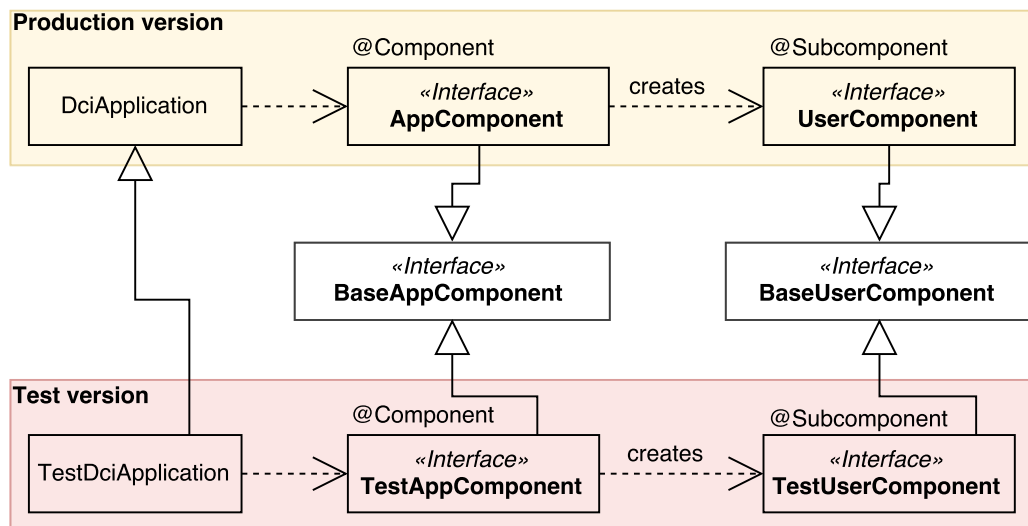 Production version
@Component
@Subcomponent
DciApplication
«Interface»
AppComponent
creates
«Interface»
UserComponent
«Interface»
BaseAppComponent
«Interface»
BaseUserComponent
Test version
@Component
@Subcomponent
TestDciApplication
«Interface»
TestAppComponent
creates
«Interface»
TestUserComponent